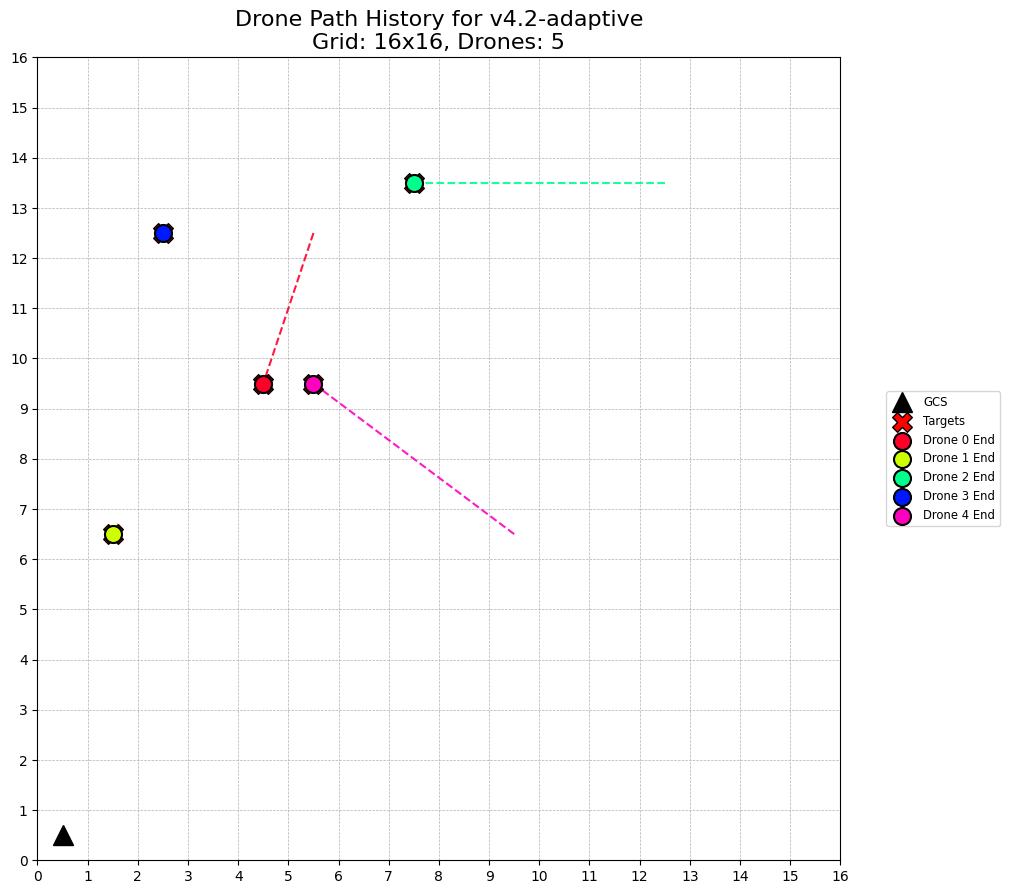 Drone Path History for v4.2-adaptive
Grid: 16x16, Drones: 5
16
15
14
13
12
11
10
9
8
7
6
5
4
3
2
1
0
0 1 2 3 4 5 6 7 8 9 10 11 12 13 14 15 16
GCS
Targets
Drone 0 End
Drone 1 End
Drone 2 End
Drone 3 End
Drone 4 End